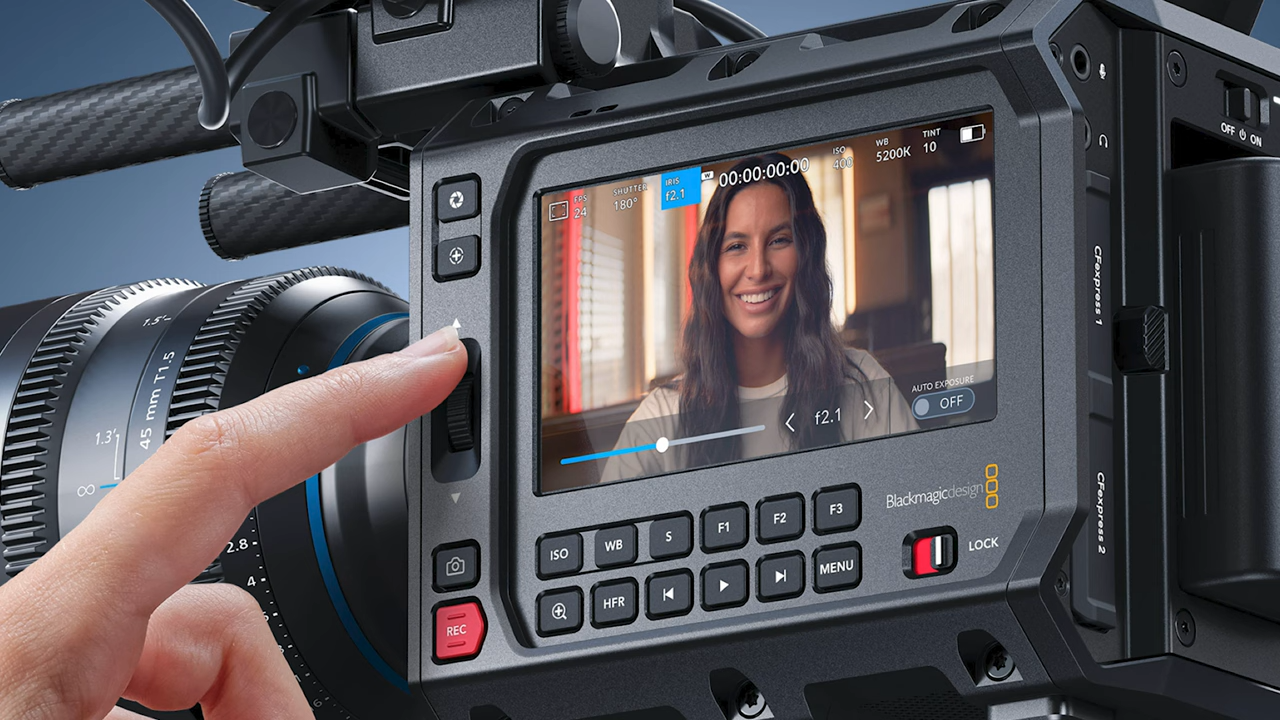 FPS
24
SHUTTER
180°
IRIS
f2.1
W
00:00:00:00
ISO
400
WB
5200K
TINT
10
OFF ON
1.5'
45 mm T1.5
1.3'
∞
2.8
4
CFexpress 1
CFexpress 2
f2.1
AUTO EXPOSURE
OFF
Blackmagicdesign
LOCK
ISO
WB
S
F1
F2
F3
HFR
MENU
REC